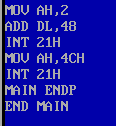 MOV AH,2
ADD DL,48
INT 21H
MOV AH,4CH
INT 21H
MAIN ENDP
END MAIN